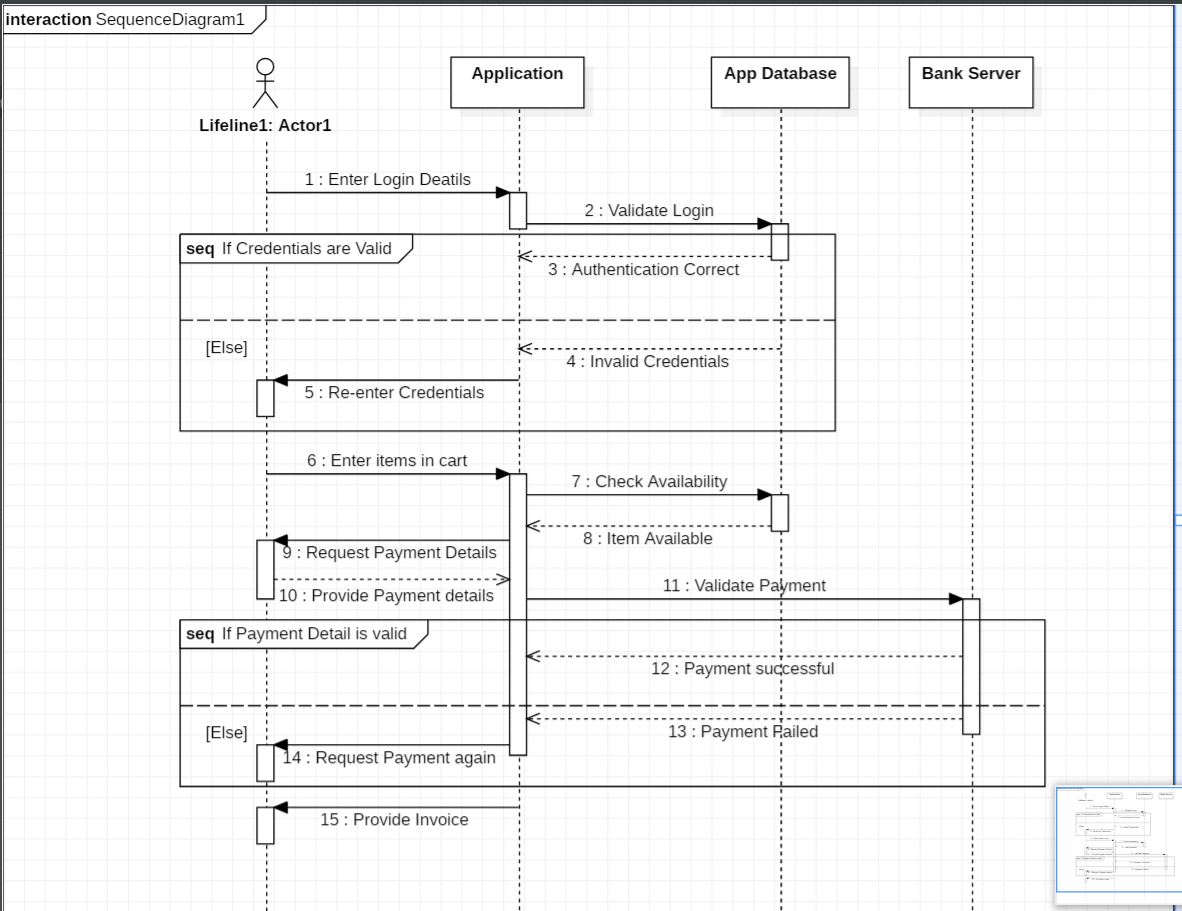 interaction SequenceDiagram1
Application
App Database
Bank Server
Lifeline1: Actor1
1 : Enter Login Deatils
2 : Validate Login
seq If Credentials are Valid
3 : Authentication Correct
[Else]
4 : Invalid Credentials
5 : Re-enter Credentials
6 : Enter items in cart
7 : Check Availability
8 : Item Available
9 : Request Payment Details
10 : Provide Payment details
11 : Validate Payment
seq If Payment Detail is valid
12 : Payment successful
[Else]
13 : Payment Failed
14 : Request Payment again
15 : Provide Invoice